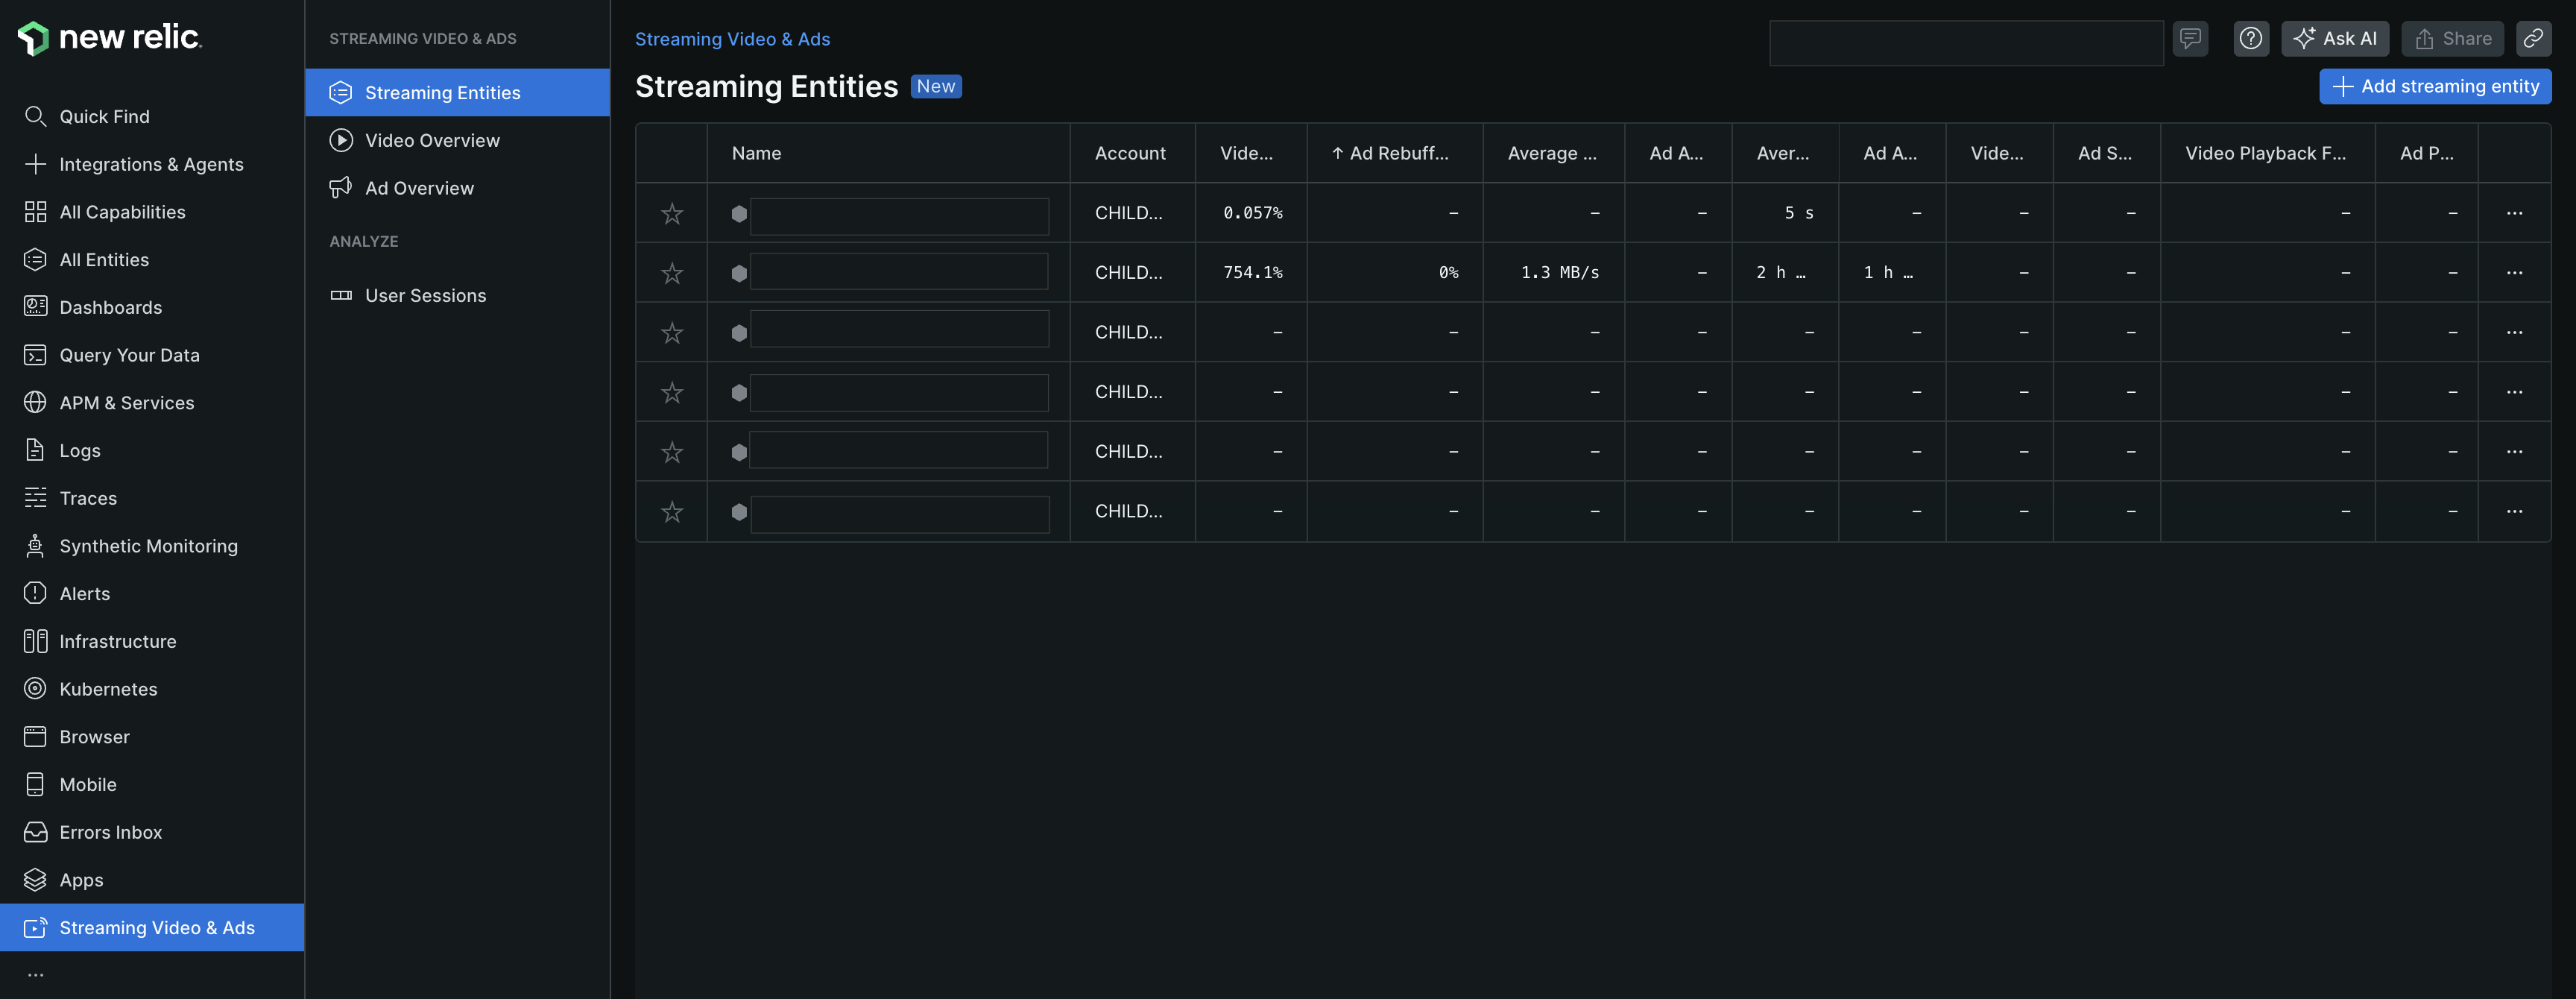 new relic.
Quick Find
Integrations & Agents
All Capabilities
All Entities
Dashboards
Query Your Data
APM & Services
Logs
Traces
Synthetic Monitoring
Alerts
Infrastructure
Kubernetes
Browser
Mobile
Errors Inbox
Apps
Streaming Video & Ads
...
STREAMING VIDEO & ADS
Streaming Entities
Video Overview
Ad Overview
ANALYZE
User Sessions
Streaming Video & Ads
Ask AI Share
Streaming Entities New
+ Add streaming entity
Name Account Vide... ↑ Ad Rebuff... Average ... Ad A... Aver... Ad A... Vide... Ad S... Video Playback F... Ad P...
CHILD... 0.057% – – – 5 s – – – – – ...
CHILD... 754.1% 0% 1.3 MB/s – 2 h ... 1 h ... – – – – ...
CHILD... – – – – – – – – – – ...
CHILD... – – – – – – – – – – ...
CHILD... – – – – – – – – – – ...
CHILD... – – – – – – – – – – ...